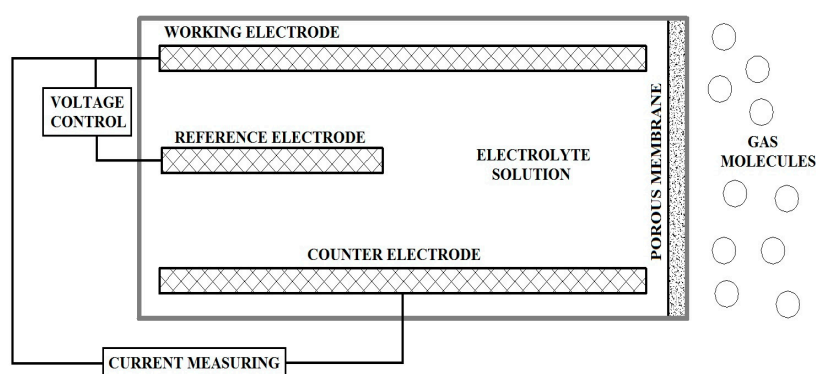 WORKING ELECTRODE
VOLTAGE
CONTROL
REFERENCE ELECTRODE
ELECTROLYTE
SOLUTION
POROUS MEMBRANE
GAS
MOLECULES
COUNTER ELECTRODE
CURRENT MEASURING